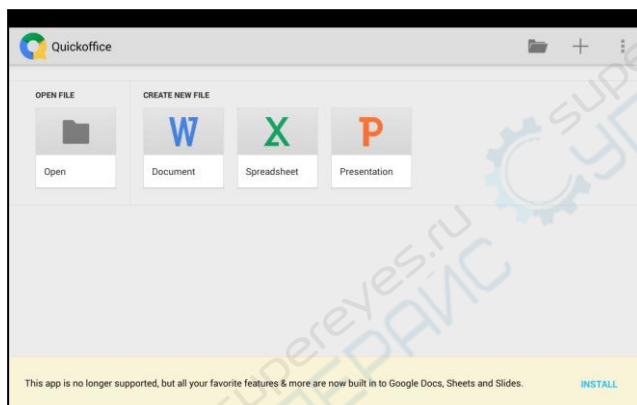 Quickoffice
OPEN FILE
CREATE NEW FILE
W
X
P
Open
Document
Spreadsheet
Presentation
This app is no longer supported, but all your favorite features & more are now built in to Google Docs, Sheets and Slides.
INSTALL
supereyes.ru
СУПЕРАЙС